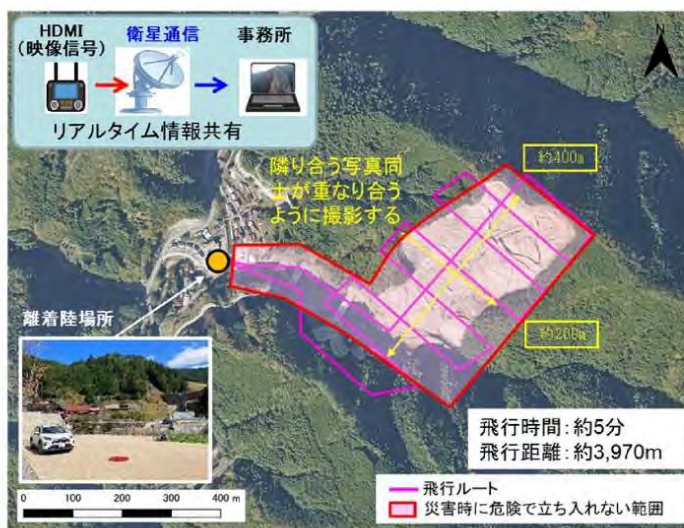 HDMI
(映像信号)
衛星通信
事務所
リアルタイム情報共有
N
隣り合う写真同
士が重なり合う
ように撮影する
約400m
約200m
離着陸場所
飛行時間:約5分
飛行距離:約3,970m
飛行ルート
災害時に危険で立ち入れない範囲
0 100 200 300 400 m